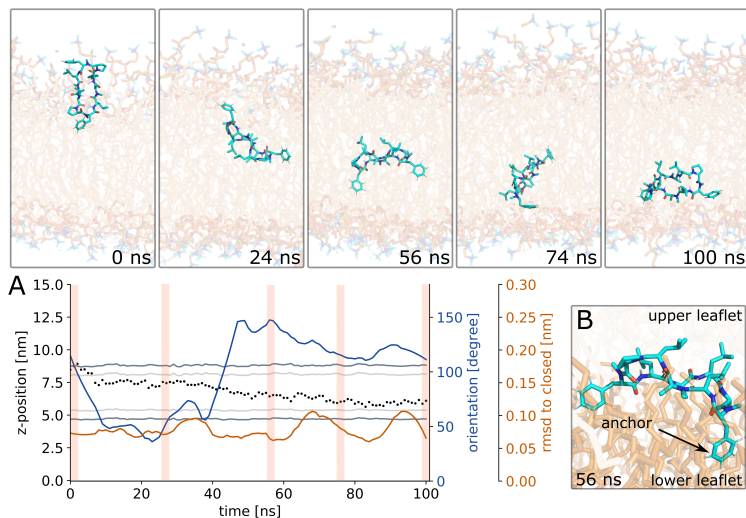 0 ns
24 ns
56 ns
74 ns
100 ns
A
15.0
12.5
10.0
7.5
5.0
2.5
0.0
z-position [nm]
0
20
40
60
80
100
time [ns]
150
100
50
0
orientation [degree]
0.30
0.25
0.20
0.15
0.10
0.05
0.00
rmsd to closed [nm]
B
upper leaflet
anchor
56 ns
lower leaflet